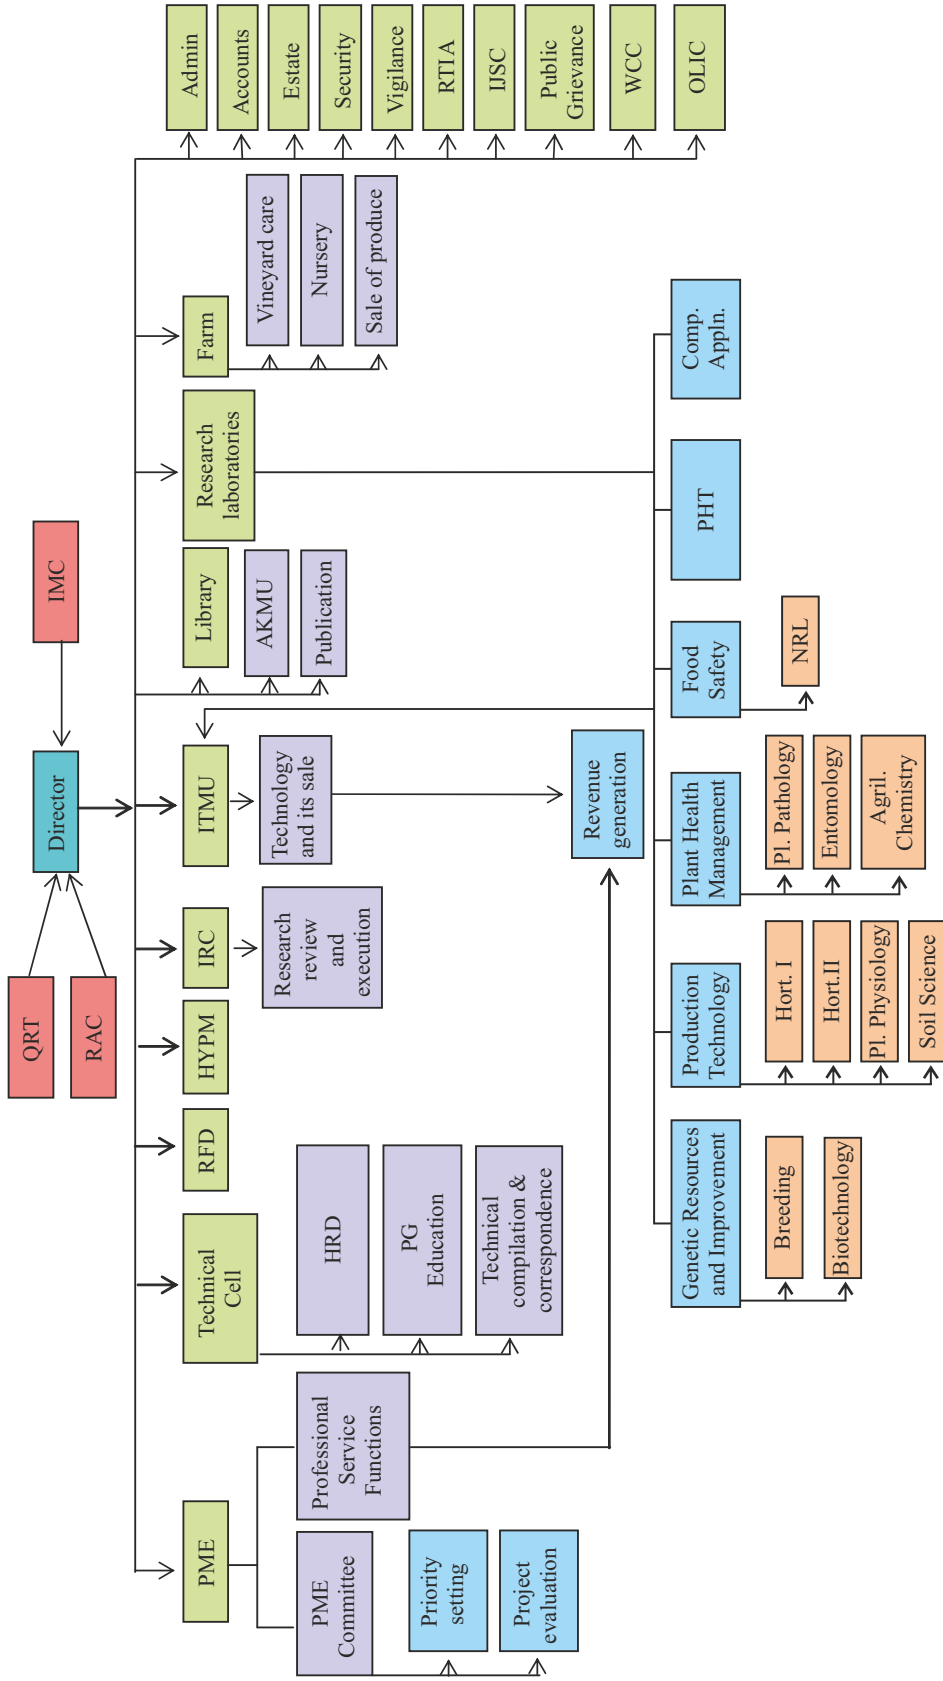 QRT
RAC
Director
IMC
PME
Technical
Cell
RFD
HYPM
IRC
ITMU
Library
Research
laboratories
Farm
Admin
Accounts
Estate
Security
Vigilance
RTIA
IJSC
Public
Grievance
WCC
OLIC
PME
Committee
Professional
Service
Functions
Priority
setting
Project
evaluation
HRD
PG
Education
Technical
compilation &
correspondence
Research
review
and
execution
Technology
and its sale
Revenue
generation
AKMU
Publication
Vineyard care
Nursery
Sale of produce
Genetic Resources
and Improvement
Production
Technology
Plant Health
Management
Food
Safety
PHT
Comp.
Appln.
Breeding
Biotechnology
Hort. I
Hort.II
Pl. Physiology
Soil Science
Pl. Pathology
Entomology
Agril.
Chemistry
NRL